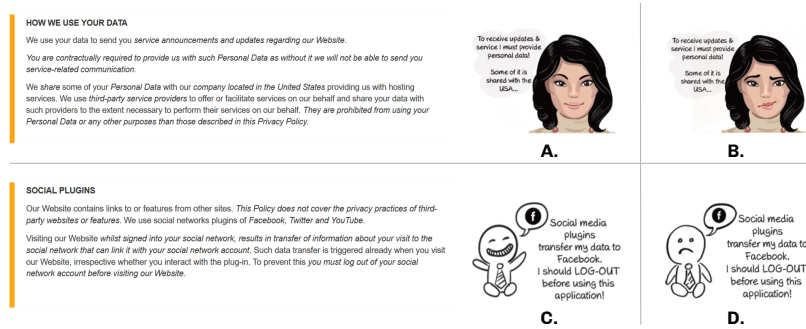 HOW WE USE YOUR DATA
We use your data to send you service announcements and updates regarding our Website.
You are contractually required to provide us with such Personal Data as without it we will not be able to send you
service-related communication.
We share some of your Personal Data with our company located in the United States providing us with hosting
services. We use third-party service providers to offer or facilitate services on our behalf and share your data with
such providers to the extent necessary to perform their services on our behalf. They are prohibited from using your
Personal Data or any other purposes than those described in this Privacy Policy.
To receive updates &
service I must provide
personal data!
Some of it is
shared with the
USA...
A.
To receive updates &
service I must provide
personal data!
Some of it is
shared with the
USA...
B.
SOCIAL PLUGINS
Our Website contains links to or features from other sites. This Policy does not cover the privacy practices of third-
party websites or features. We use social networks plugins of Facebook, Twitter and YouTube.
Visiting our Website whilst signed into your social network, results in transfer of information about your visit to the
social network that can link it with your social network account. Such data transfer is triggered already when you visit
our Website, irrespective whether you interact with the plug-in. To prevent this you must log out of your social
network account before visiting our Website.
f
Social media
plugins
transfer my data to
Facebook.
I should LOG-OUT
before using this
application!
C.
f
Social media
plugins
transfer my data to
Facebook.
I should LOG-OUT
before using this
application!
D.